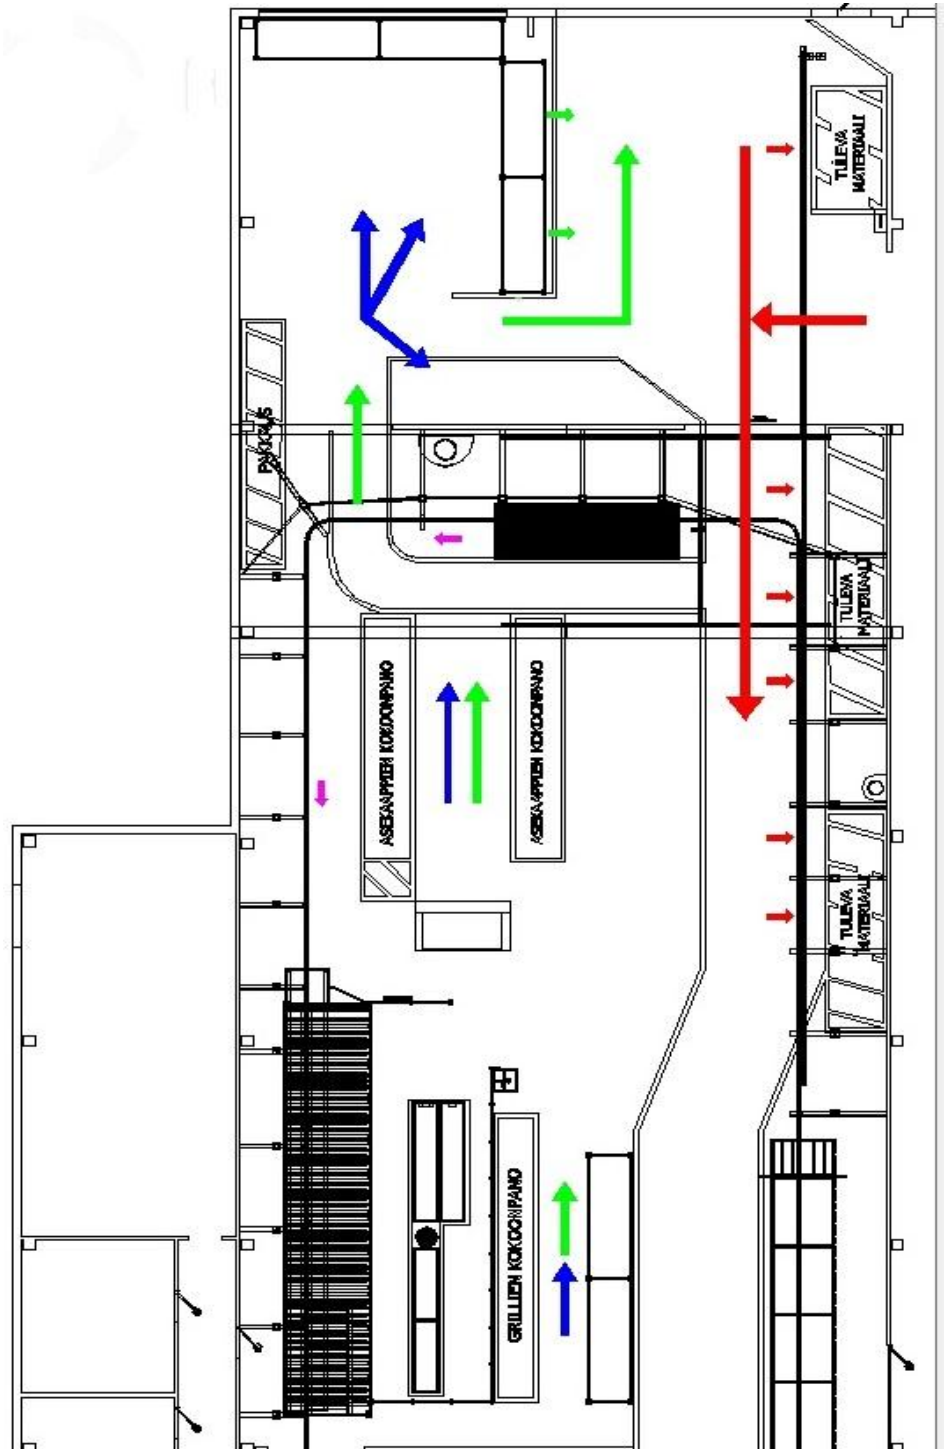 TULEVA
MATERIAALI
PAKKAUS
TULEVA
MATERIAALI
ASEKAAPPIEN KOKOONPANO
ASEKAAPPIEN KOKOONPANO
TULEVA
MATERIAALI
GRILLIEN KOKOONPANO